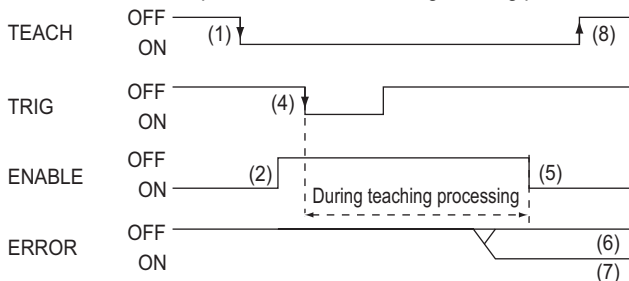 OFF
TEACH (1) (8)
ON
OFF
TRIG (4)
ON
OFF
ENABLE (2) (5)
ON
During teaching processing
OFF
ERROR (6)
ON
(7)